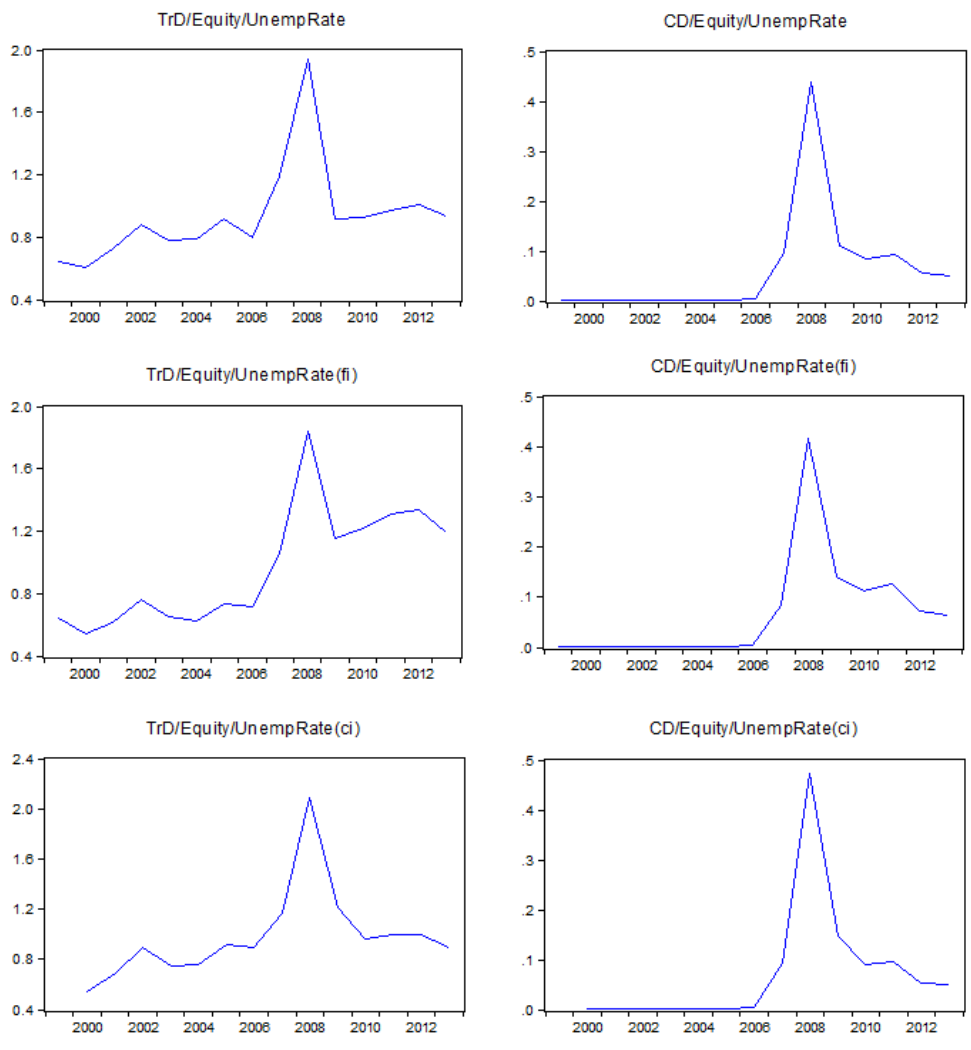 TrD/Equity/UnempRate
2.0
1.6
1.2
0.8
0.4
2000 2002 2004 2006 2008 2010 2012
CD/Equity/UnempRate
.5
.4
.3
.2
.1
.0
2000 2002 2004 2006 2008 2010 2012
TrD/Equity/UnempRate(fi)
2.0
1.6
1.2
0.8
0.4
2000 2002 2004 2006 2008 2010 2012
CD/Equity/UnempRate(fi)
.5
.4
.3
.2
.1
.0
2000 2002 2004 2006 2008 2010 2012
TrD/Equity/UnempRate(ci)
2.4
2.0
1.6
1.2
0.8
0.4
2000 2002 2004 2006 2008 2010 2012
CD/Equity/UnempRate(ci)
.5
.4
.3
.2
.1
.0
2000 2002 2004 2006 2008 2010 2012